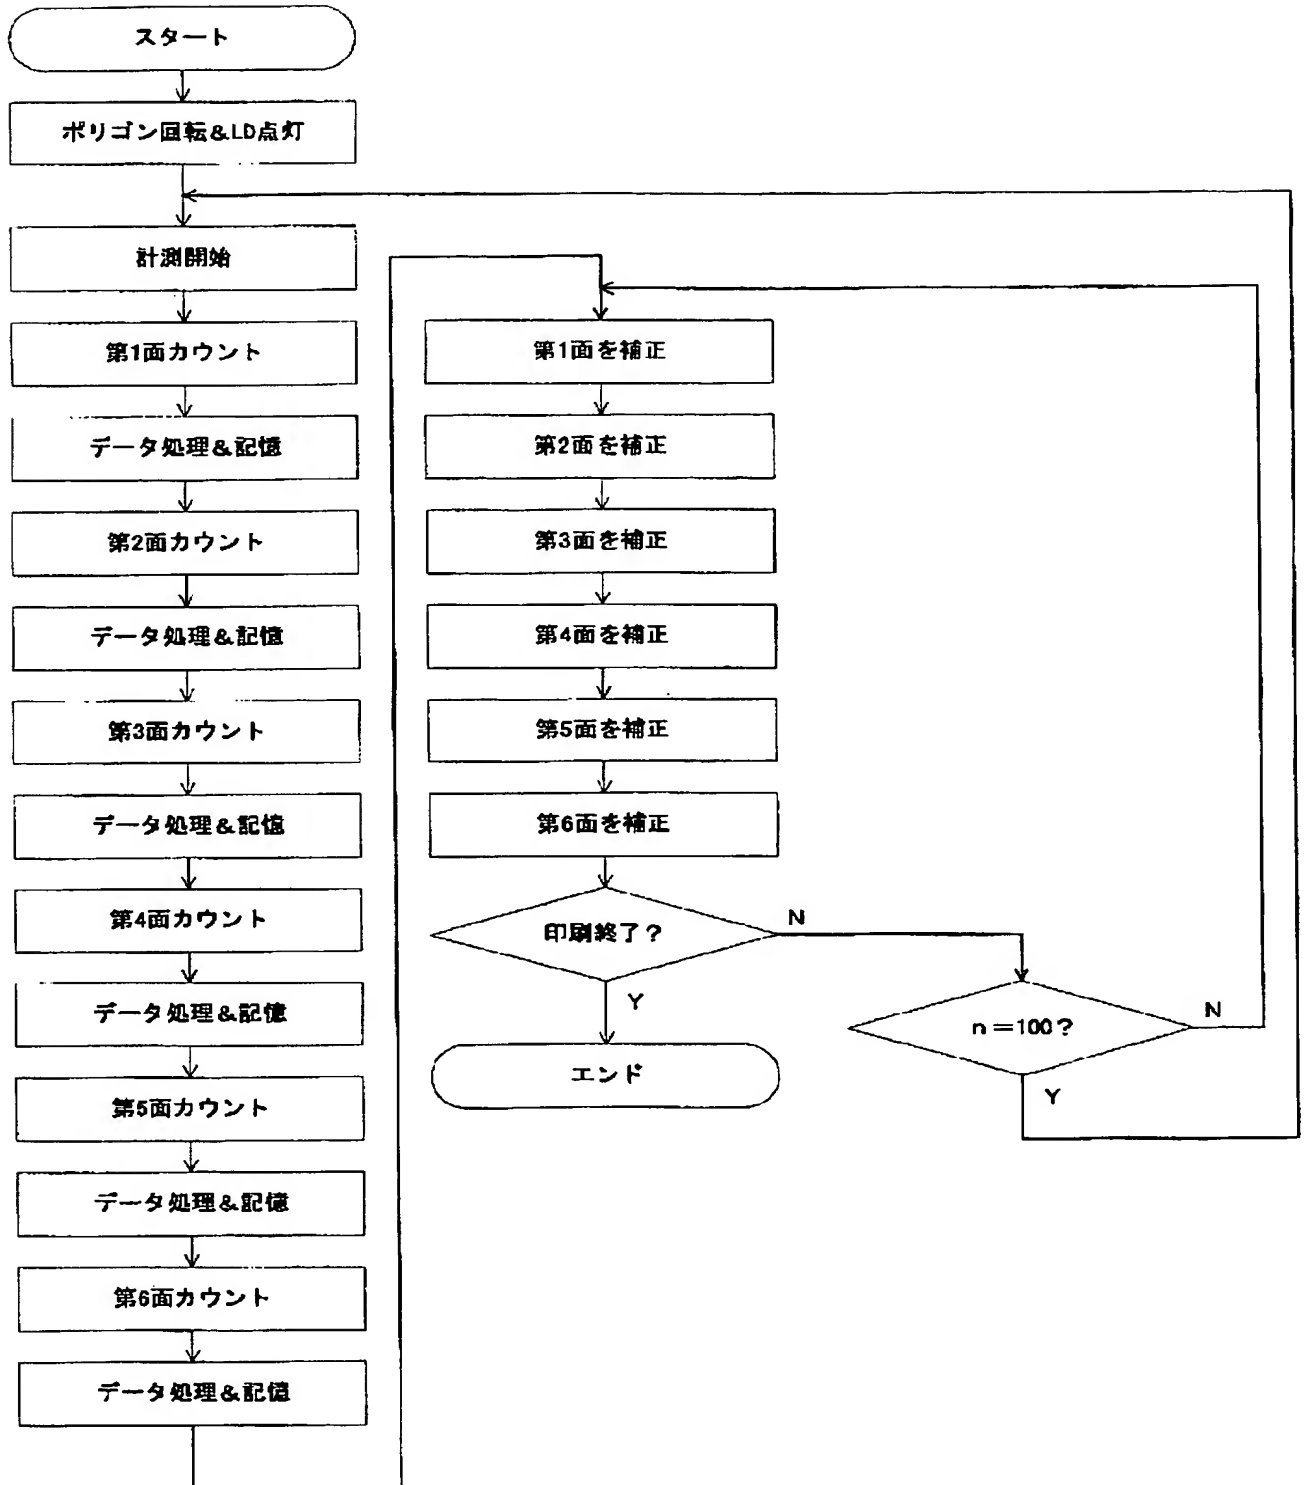 スタート
ポリゴン回転&LD点灯
計測開始
第1面カウント
データ処理&記憶
第2面カウント
データ処理&記憶
第3面カウント
データ処理&記憶
第4面カウント
データ処理&記憶
第5面カウント
データ処理&記憶
第6面カウント
データ処理&記憶
第1面を補正
第2面を補正
第3面を補正
第4面を補正
第5面を補正
第6面を補正
印刷終了?
N
Y
エンド
n=100?
N
Y